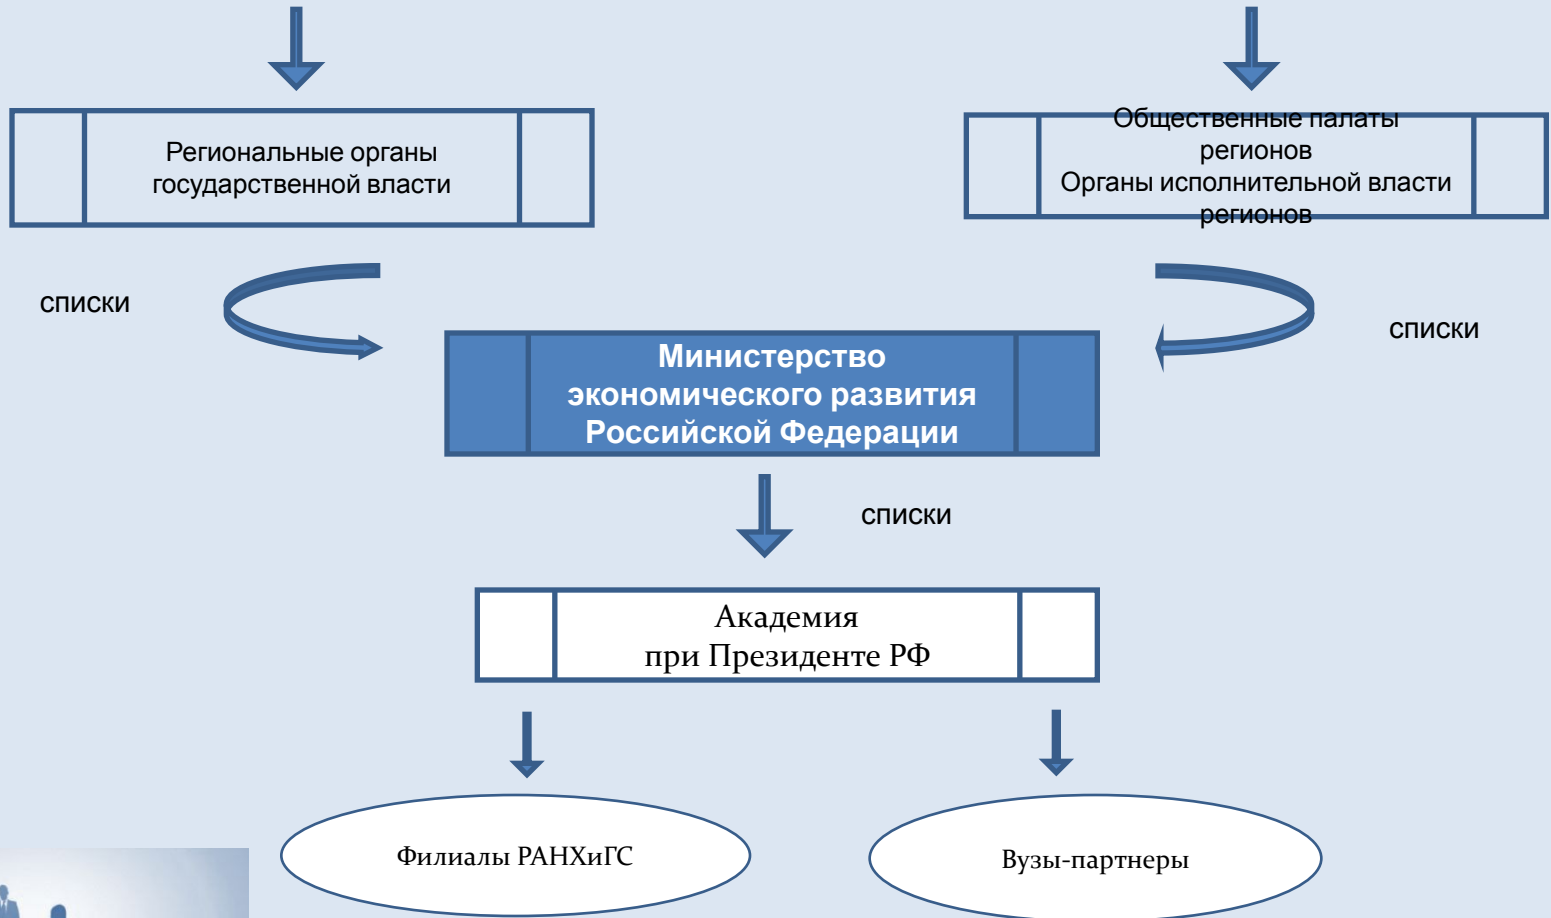 Региональные органы
государственной власти
Общественные палаты
регионов
Органы исполнительной власти
регионов
списки
списки
Министерство
экономического развития
Российской Федерации
списки
Академия
при Президенте РФ
Филиалы РАНХиГС
Вузы-партнеры